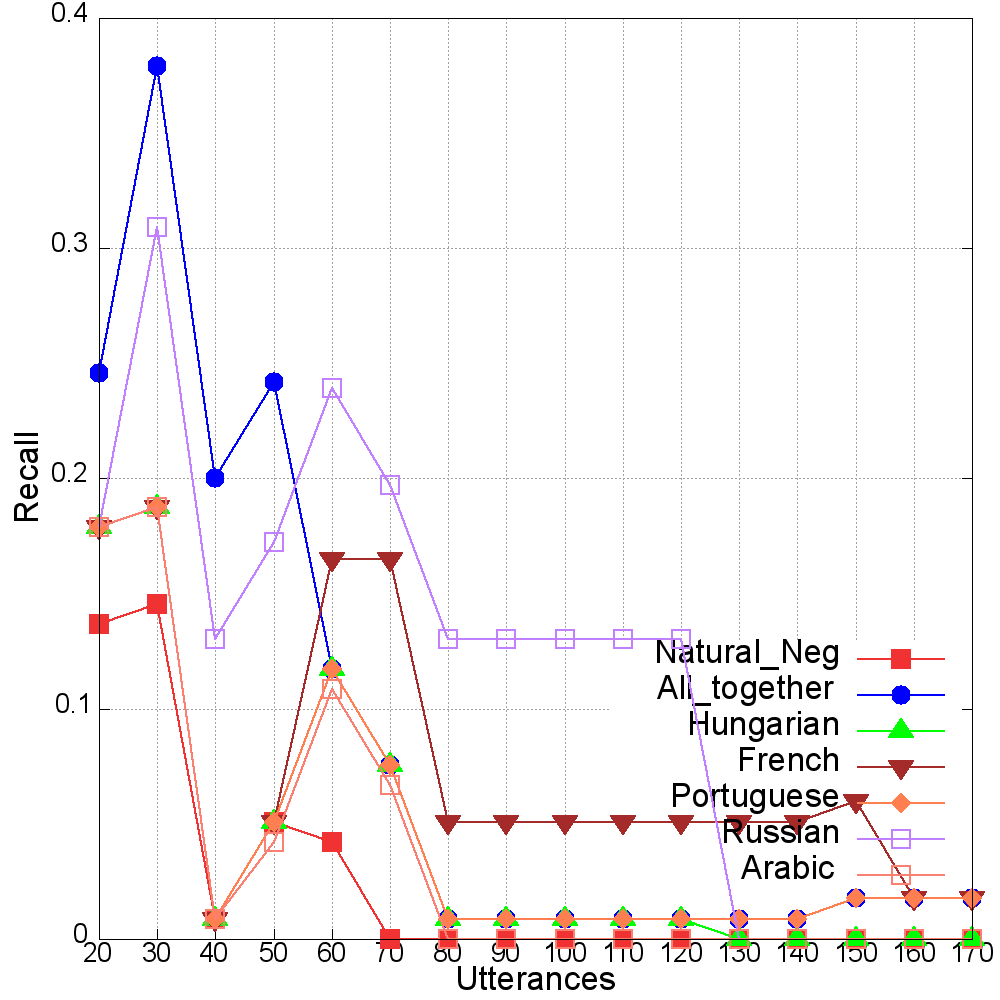 0.4
0.3
0.2
0.1
0
Recall
Natural_Neg
All_together
Hungarian
French
Portuguese
Russian
Arabic
20 30 40 50 60 70 80 90 100 110 120 130 140 150 160 170
Utterances